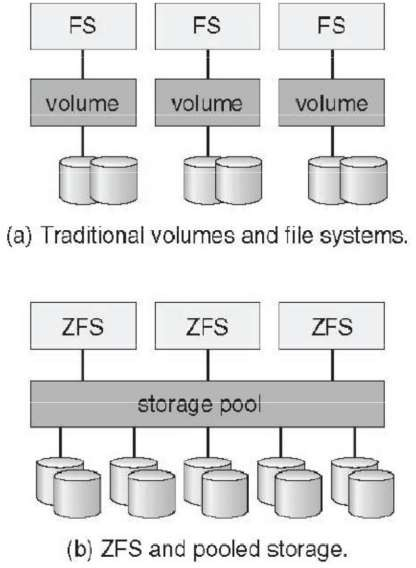 FS FS FS
volume volume volume
(a) Traditional volumes and file systems.
ZFS ZFS ZFS
storage pool
(b) ZFS and pooled storage.